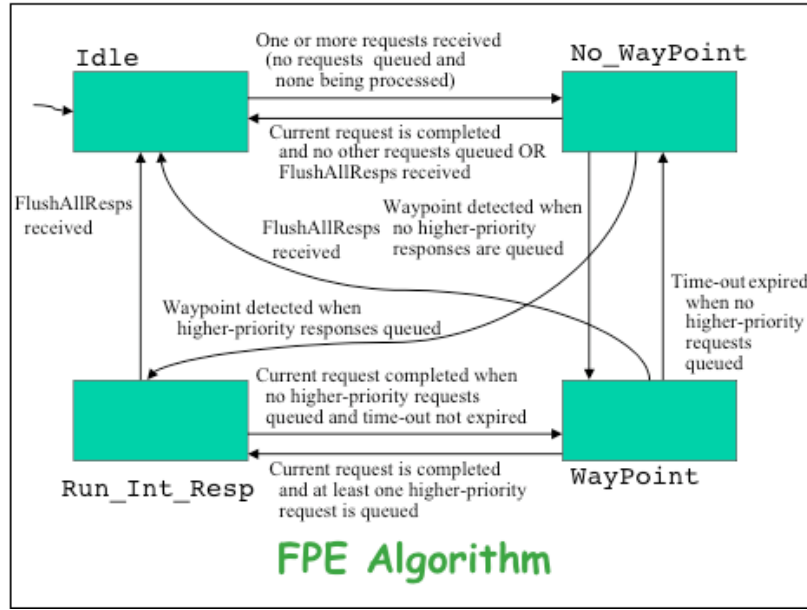 Idle
One or more requests received
(no requests queued and
none being processed)
No_WayPoint
Current request is completed
and no other requests queued OR
FlushAllResps received
FlushAllResps
received
FlushAllResps
received
Waypoint detected when
no higher-priority
responses are queued
Time-out expired
when no
higher-priority
requests
queued
Waypoint detected when
higher-priority responses queued
Current request completed when
no higher-priority requests
queued and time-out not expired
Run_Int_Resp
Current request is completed
and at least one higher-priority
request is queued
WayPoint
FPE Algorithm